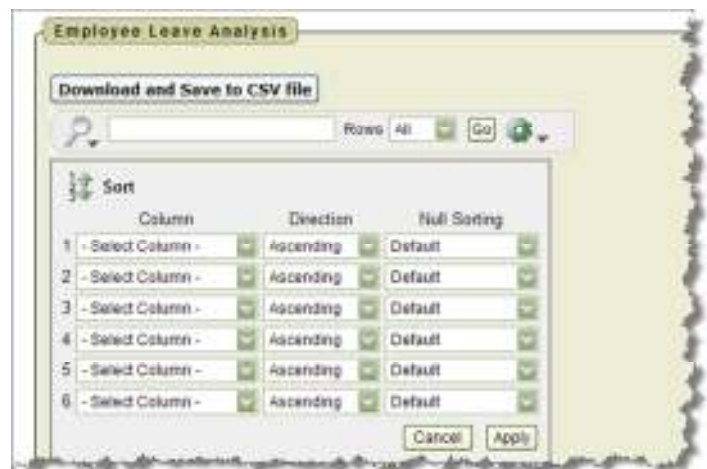 Employee Leave Analysis
Download and Save to CSV file
Rows All Go
Sort
Column Direction Null Sorting
1 - Select Column - Ascending Default
2 - Select Column - Ascending Default
3 - Select Column - Ascending Default
4 - Select Column - Ascending Default
5 - Select Column - Ascending Default
6 - Select Column - Ascending Default
Cancel Apply